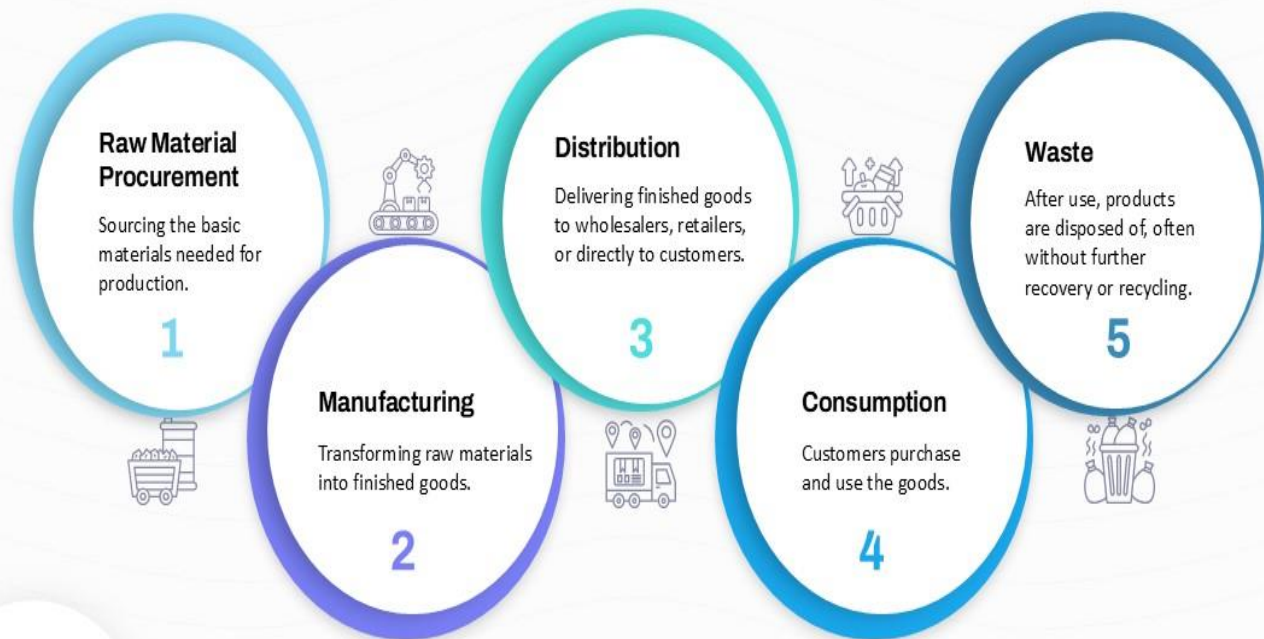 Raw Material
Procurement
Sourcing the basic
materials needed for
production.
1
Manufacturing
Transforming raw materials
into finished goods.
2
Distribution
Delivering finished goods
to wholesalers, retailers,
or directly to customers.
3
Consumption
Customers purchase
and use the goods.
4
Waste
After use, products
are disposed of, often
without further
recovery or recycling.
5